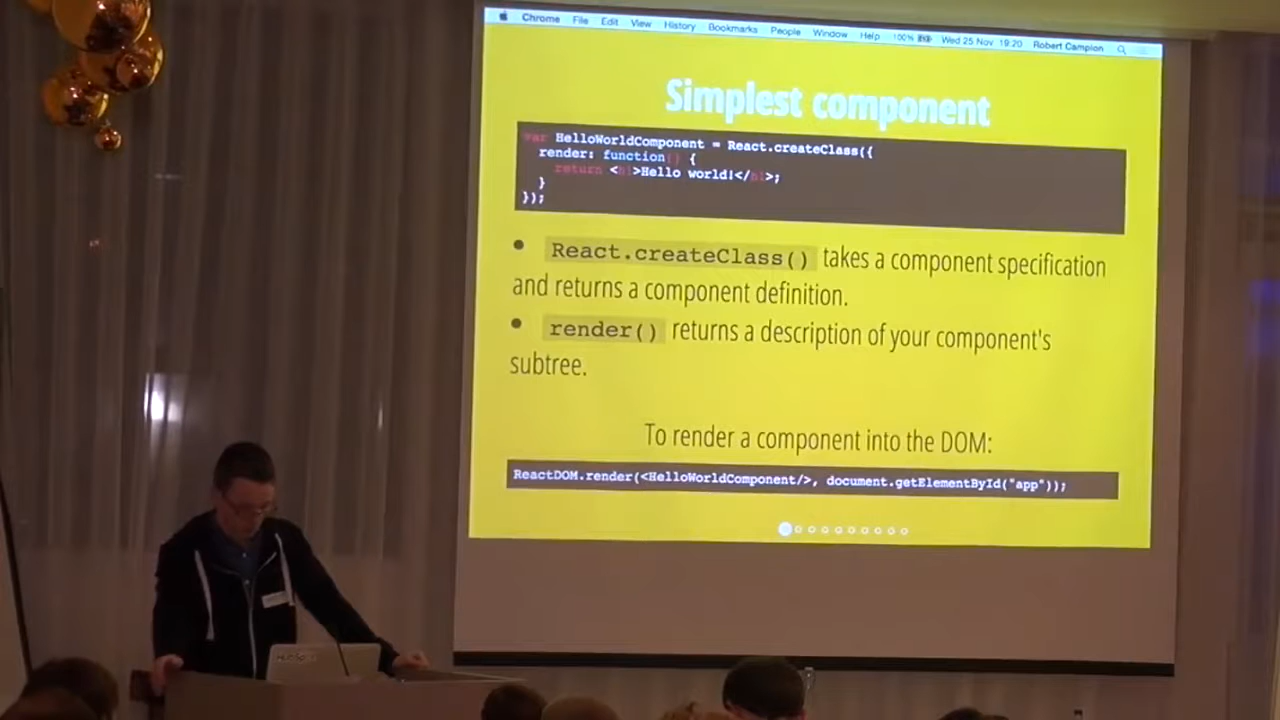 Chrome File Edit View History Bookmarks People Window Help 100% Wed 25 Nov 19:20 Robert Campion
Simplest component
var HelloWorldComponent = React.createClass({
render: function() {
return <h1>Hello world!</h1>;
}
});
• React.createClass() takes a component specification
and returns a component definition.
• render() returns a description of your component's
subtree.
To render a component into the DOM:
ReactDOM.render(<HelloWorldComponent/>, document.getElementById("app"));
HubSpot